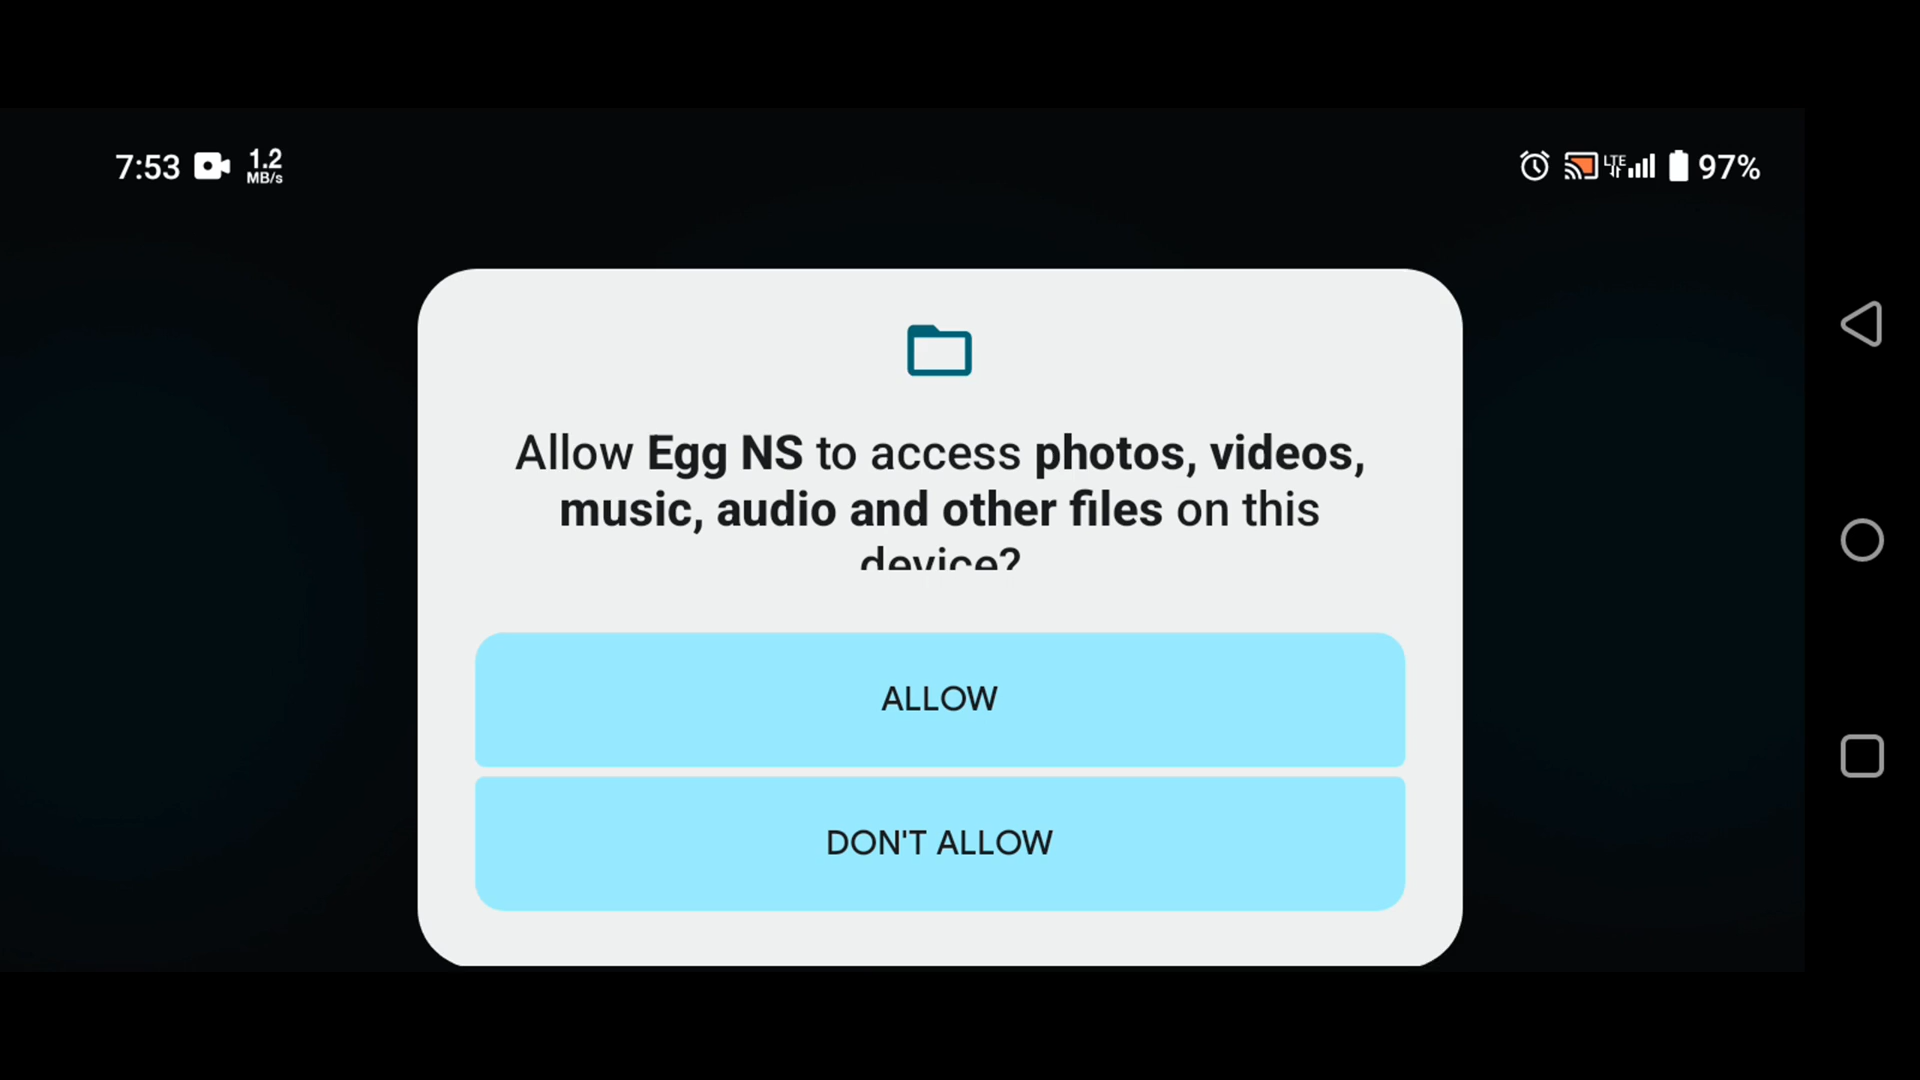 7:53 1.2 MB/s LTE 97%
Allow Egg NS to access photos, videos,
music, audio and other files on this
device?
ALLOW
DON'T ALLOW